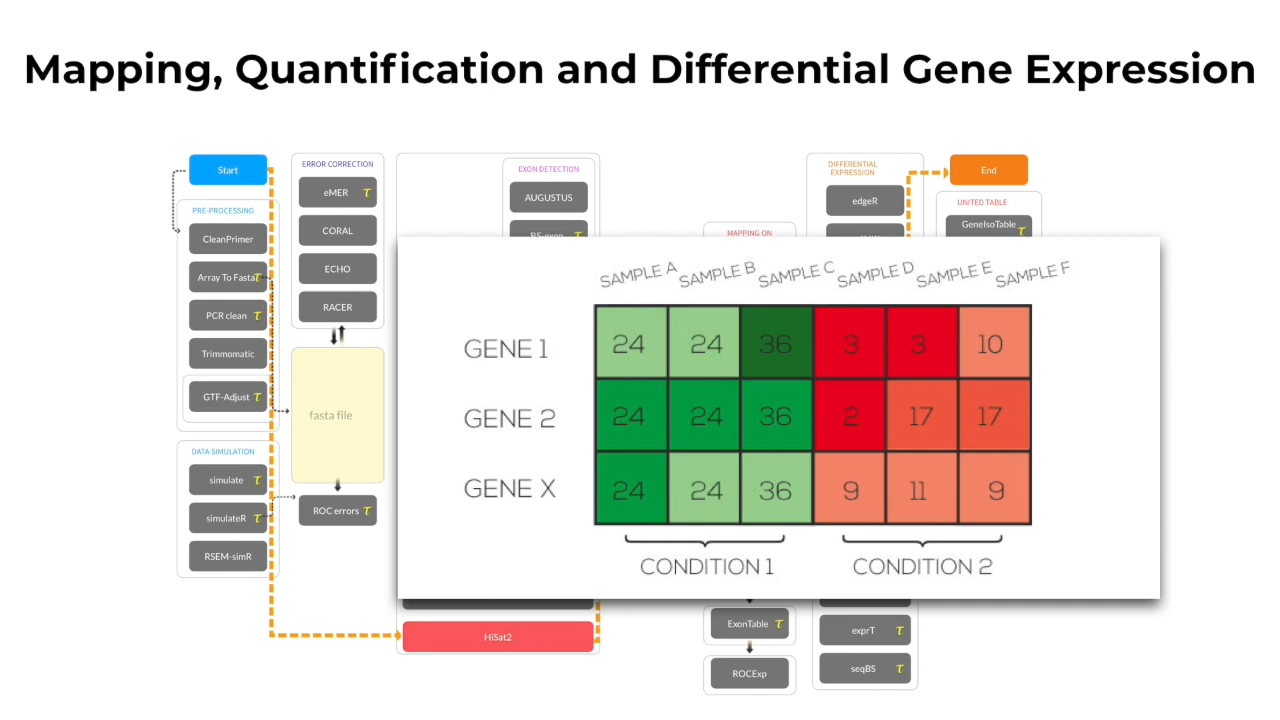 Mapping, Quantification and Differential Gene Expression
Start
PRE-PROCESSING
CleanPrimer
Array To Fasta τ
PCR clean τ
Trimmomatic
GTF-Adjust τ
DATA SIMULATION
simulate τ
simulateR τ
RSEM-simR
ERROR CORRECTION
eMER τ
CORAL
ECHO
RACER
fasta file
ROC errors τ
EXON DETECTION
AUGUSTUS
HiSat2
MAPPING ON
DIFFERENTIAL
EXPRESSION
edgeR
End
UNITED TABLE
GeneIsoTable τ
SAMPLE A SAMPLE B SAMPLE C SAMPLE D SAMPLE E SAMPLE F
GENE 1 24 24 36 3 3 10
GENE 2 24 24 36 2 17 17
GENE X 24 24 36 9 11 9
CONDITION 1 CONDITION 2
ExonTable τ
ROCExp
exprT τ
seqBS τ